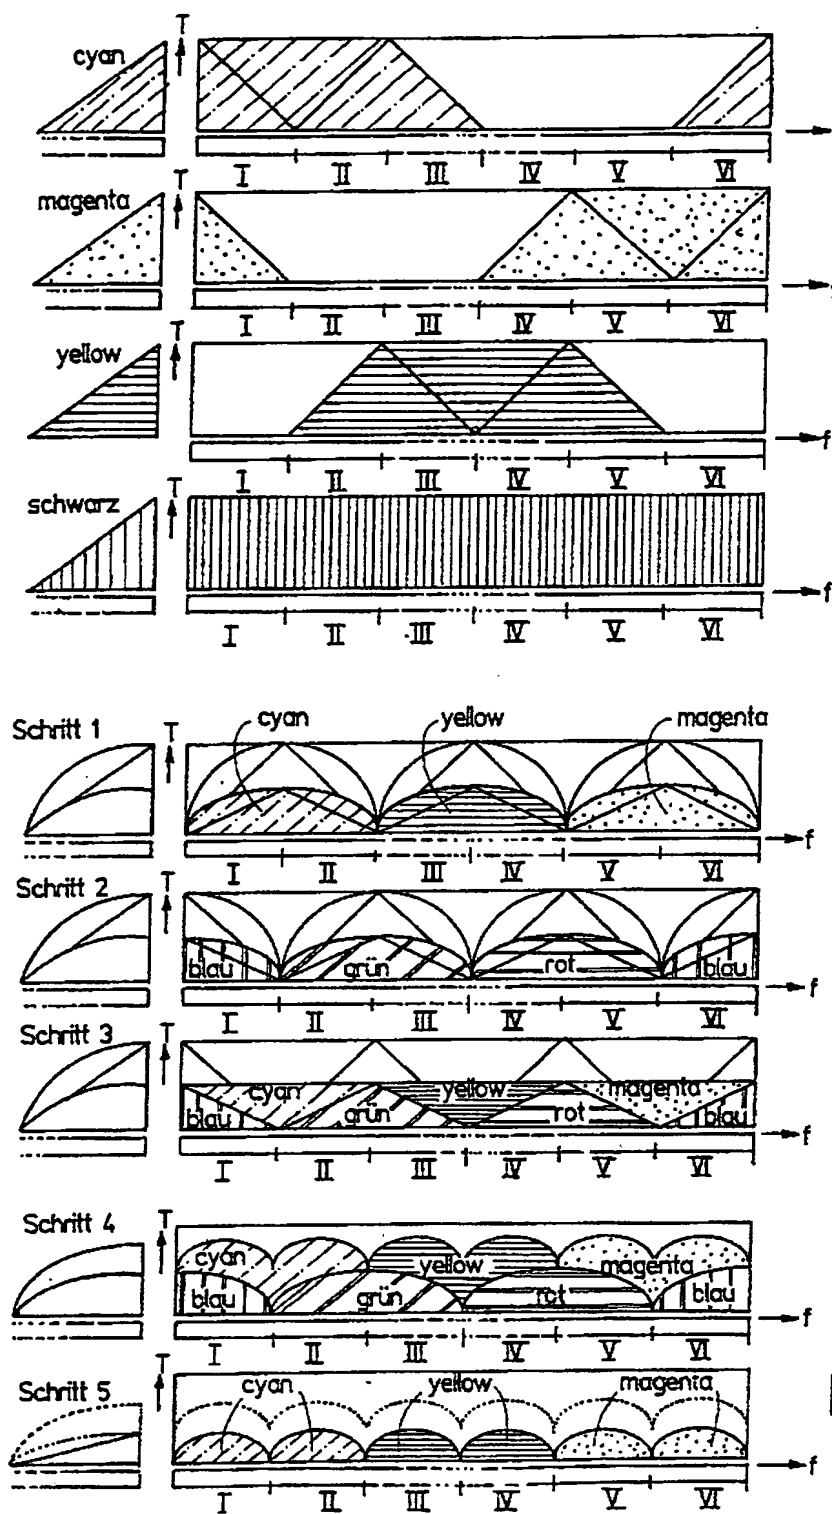 cyan T
I II III IV V VI
magenta T
I II III IV V VI
yellow T
f
I II III IV V VI
schwarz T
f
I II III IV V VI
cyan yellow magenta
Schritt 1 T
f
I II III IV V VI
Schritt 2 T
blau grün rot blau
f
I II III IV V VI
Schritt 3 T
cyan yellow magenta
blau grün rot blau
f
I II III IV V VI
Schritt 4 T
cyan yellow magenta
blau grün rot blau
f
I II III IV V VI
Schritt 5 T
cyan yellow magenta
f
I II III IV V VI